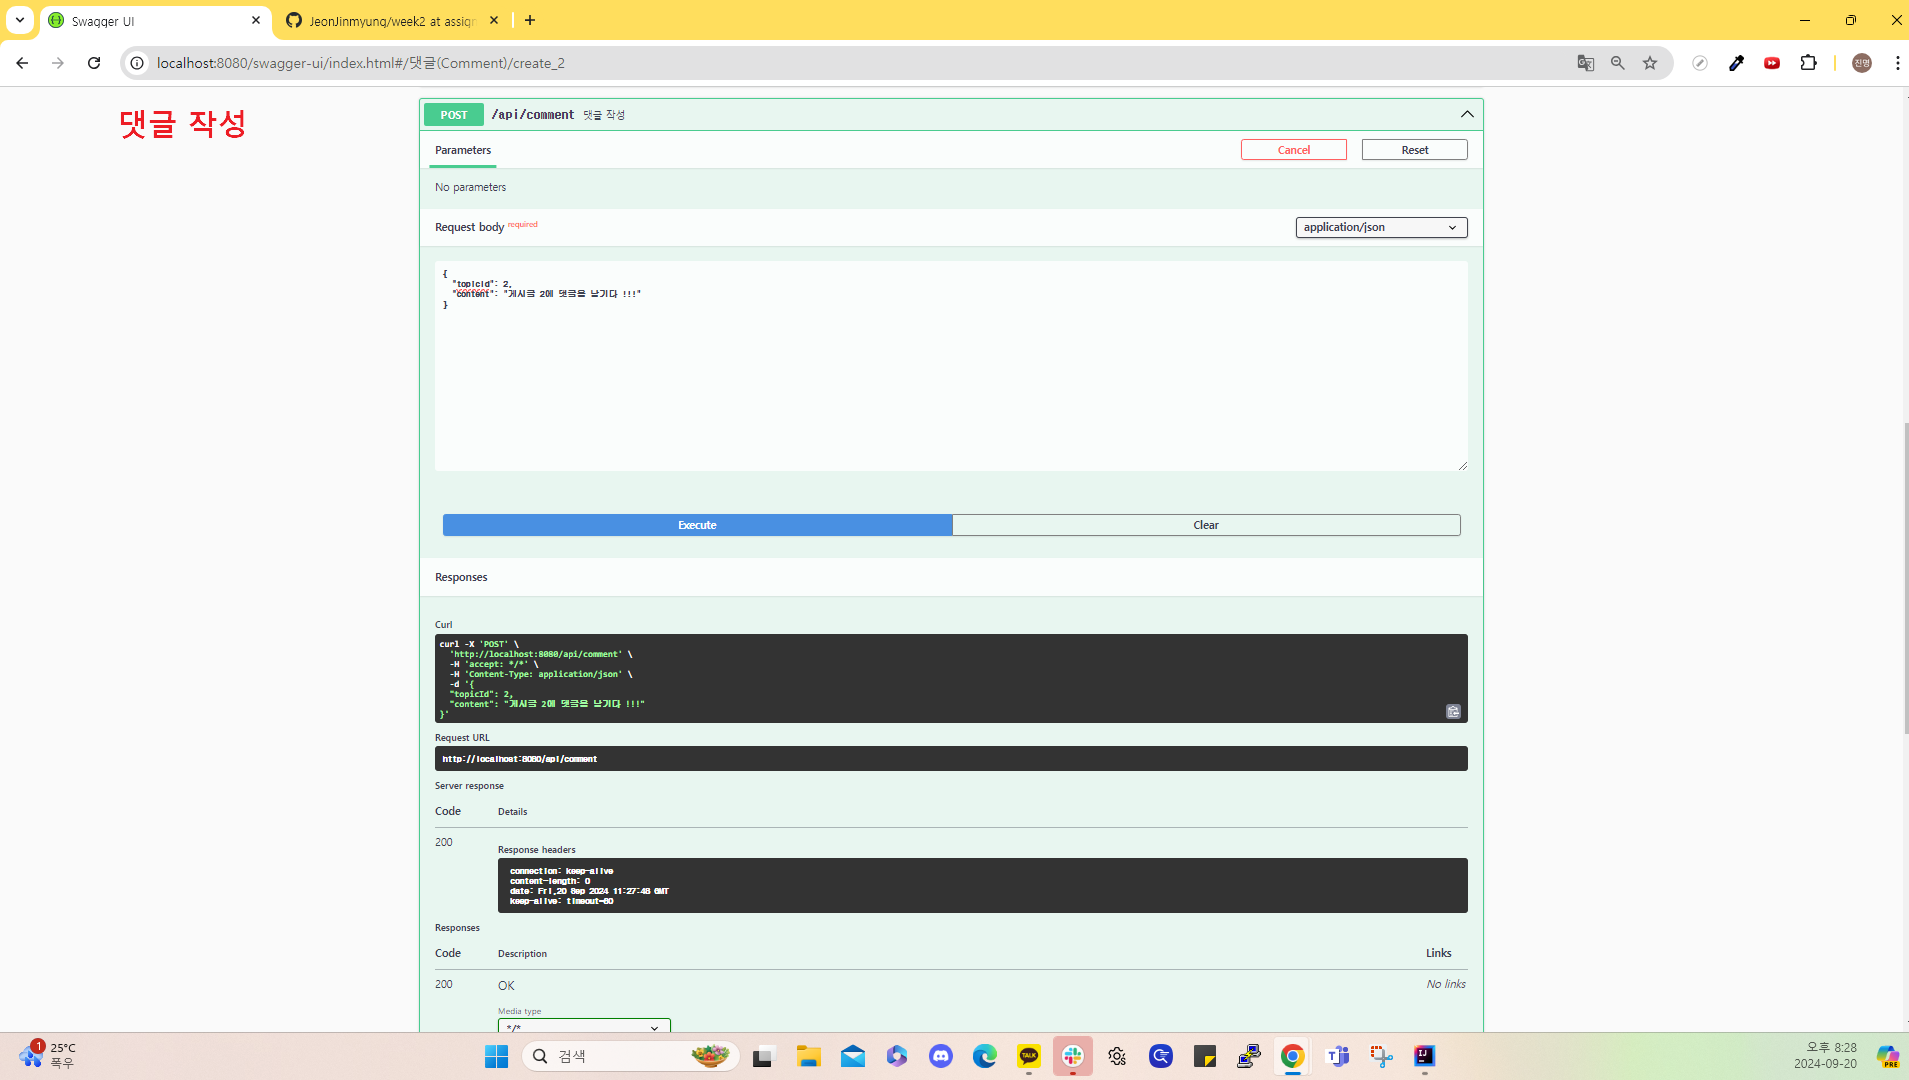 Swagger UI
JeonJinmyung/week2 at assign
localhost:8080/swagger-ui/index.html#/댓글(Comment)/create_2
진영
댓글 작성
POST /api/comment 댓글 작성
Parameters
Cancel
Reset
No parameters
Request body required
application/json
{
"topicId": 2,
"content": "게시글 2에 댓글을 남기다 !!!"
}
Execute
Clear
Responses
Curl
curl -X 'POST' \
'http://localhost:8080/api/comment' \
-H 'accept: */*' \
-H 'Content-Type: application/json' \
-d '{
"topicId": 2,
"content": "게시글 2에 댓글을 남기다 !!!"
}'
Request URL
http://localhost:8080/api/comment
Server response
Code Details
200
Response headers
connection: keep-alive
content-length: 0
date: Fri,20 Sep 2024 11:27:48 GMT
keep-alive: timeout=60
Responses
Code Description Links
200 OK No links
Media type
*/*
1
25°C
폭우
검색
TALK
IJ
오후 8:28
2024-09-20
PRE